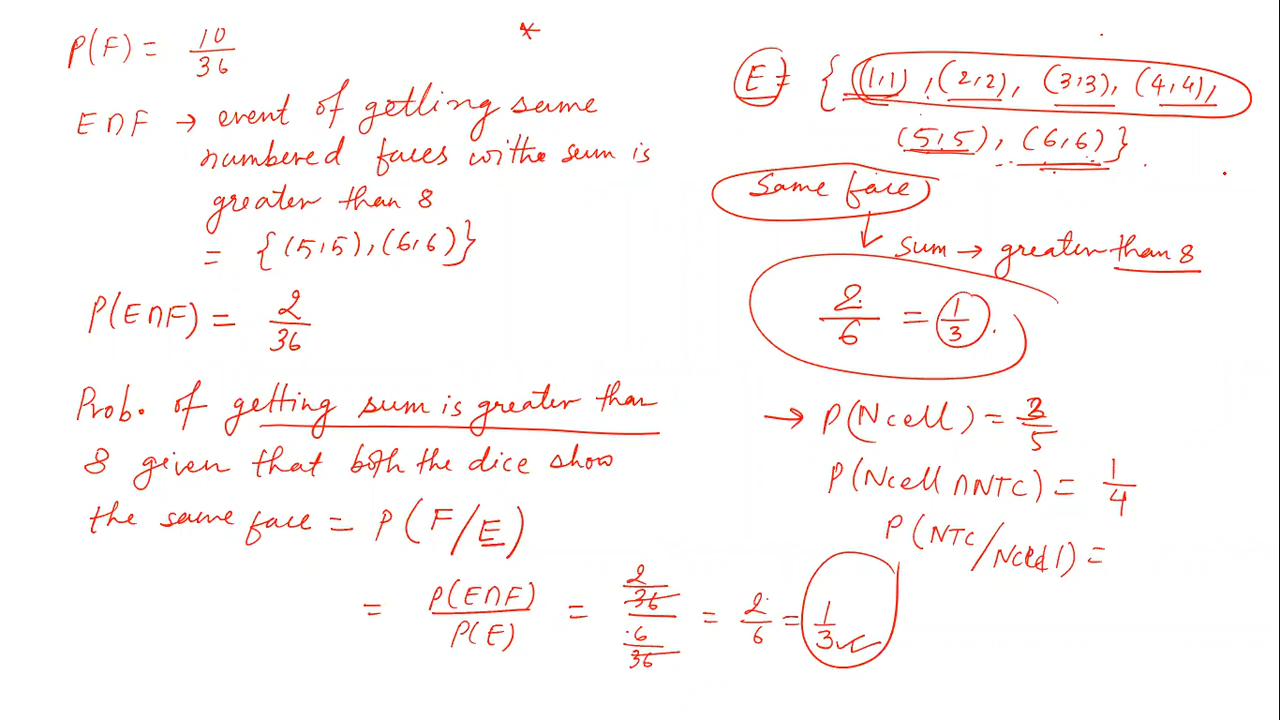 P(F) = 10/36
E∩F → event of getting same
numbered faces withe sum is
greater than 8
= {(5,5),(6,6)}
P(E∩F) = 2/36
Prob. of getting sum is greater than
8 given that both the dice show
the same face = P(F/E)
= P(E∩F)/P(E) = (2/36)/(6/36) = 2/6 = 1/3
*
E = {(1,1), (2,2), (3,3), (4,4),
(5,5), (6,6)}
Same face
sum → greater than 8
2/6 = 1/3.
→ P(Ncell) = 3/5
P(Ncell ∩ NTC) = 1/4
P(NTC/Ncell) =